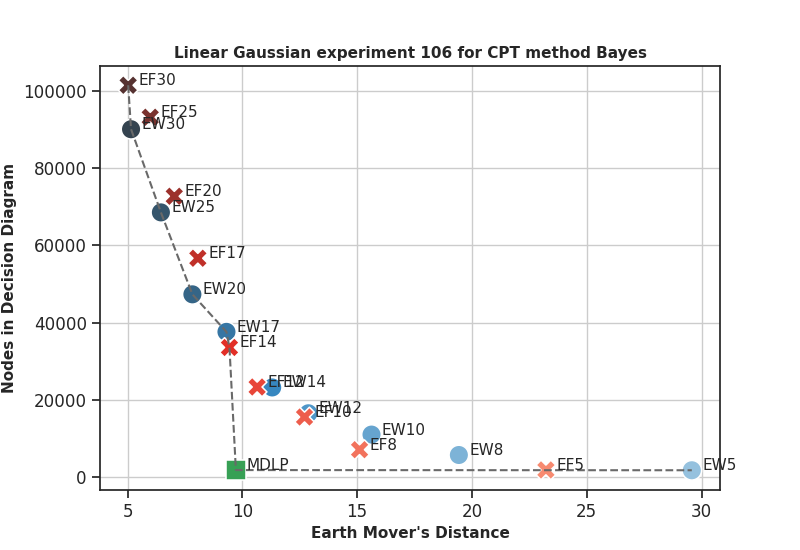 Linear Gaussian experiment 106 for CPT method Bayes
Nodes in Decision Diagram
100000
80000
60000
40000
20000
0
EF30
EF25
EW30
EF20
EW25
EF17
EW20
EW17
EF14
EF12
EW14
EW12
EF10
EW10
EF8
EW8
MDLP
EF5
EW5
5
10
15
20
25
30
Earth Mover's Distance